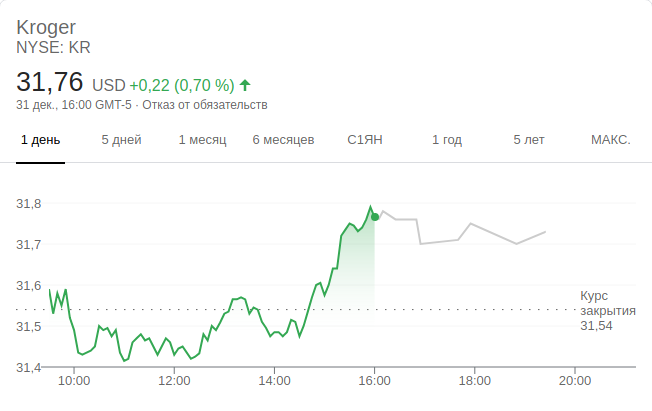 Kroger
NYSE: KR
31,76 USD +0,22 (0,70 %)
31 дек., 16:00 GMT-5 · Отказ от обязательств
1 день 5 дней 1 месяц 6 месяцев С1ЯН 1 год 5 лет МАКС.
31,8
31,7
31,6
31,5
31,4
Курс
закрытия
31,54
10:00 12:00 14:00 16:00 18:00 20:00